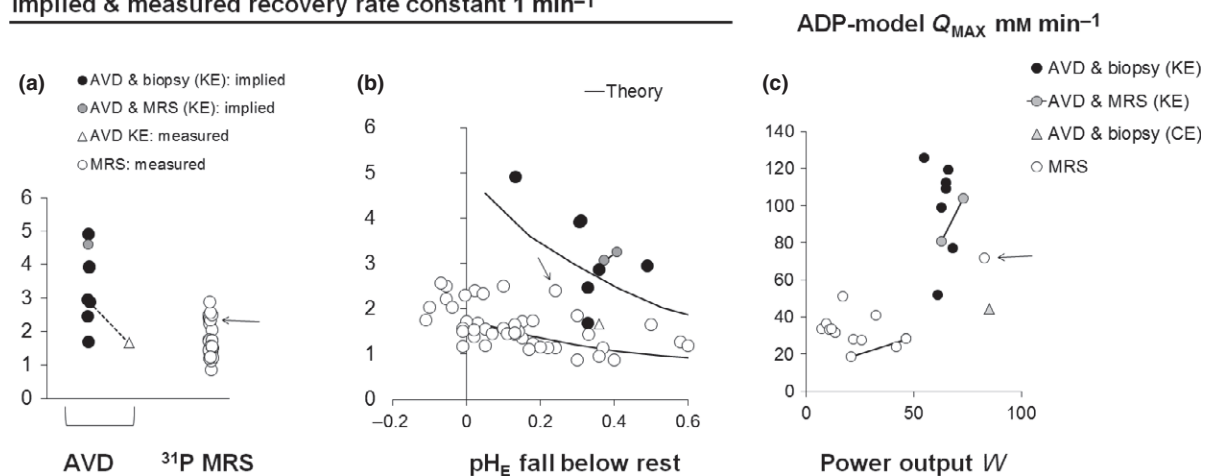 Implied & measured recovery rate constant 1 min⁻¹
ADP-model Q_MAX mM min⁻¹
(a)
AVD & biopsy (KE): implied
AVD & MRS (KE): implied
AVD KE: measured
MRS: measured
6
5
4
3
2
1
0
AVD
³¹P MRS
(b)
Theory
6
5
4
3
2
1
0
−0.2
0
0.2
0.4
0.6
pH_E fall below rest
(c)
AVD & biopsy (KE)
AVD & MRS (KE)
AVD & biopsy (CE)
MRS
140
120
100
80
60
40
20
0
0
50
100
Power output W